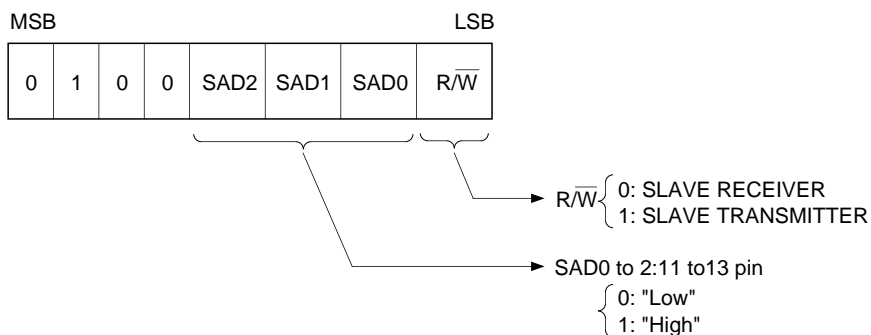 MSB LSB
0 1 0 0 SAD2 SAD1 SAD0 R/W̅
R/W̅ 0: SLAVE RECEIVER
1: SLAVE TRANSMITTER
SAD0 to 2:11 to13 pin
0: "Low"
1: "High"